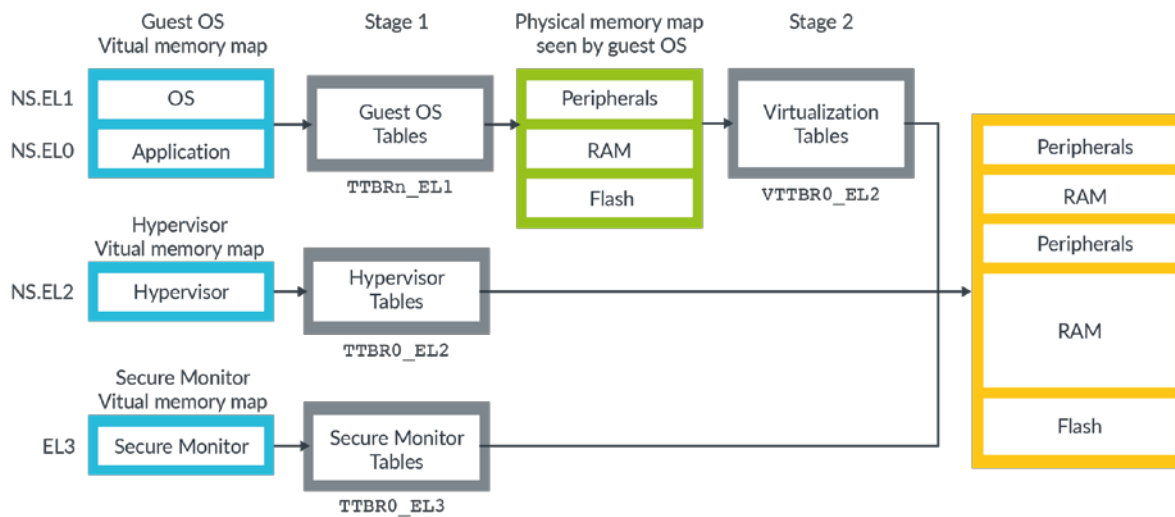 Guest OS
Vitual memory map
Stage 1
Physical memory map
seen by guest OS
Stage 2
NS.EL1
OS
NS.EL0
Application
Guest OS
Tables
TTBRn_EL1
Peripherals
RAM
Flash
Virtualization
Tables
VTTBR0_EL2
Peripherals
RAM
Peripherals
RAM
Flash
Hypervisor
Vitual memory map
NS.EL2
Hypervisor
Hypervisor
Tables
TTBR0_EL2
Secure Monitor
Vitual memory map
EL3
Secure Monitor
Secure Monitor
Tables
TTBR0_EL3